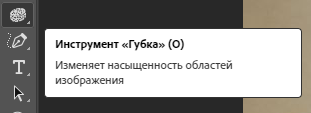 Инструмент «Губка» (O)
Изменяет насыщенность областей
изображения
T